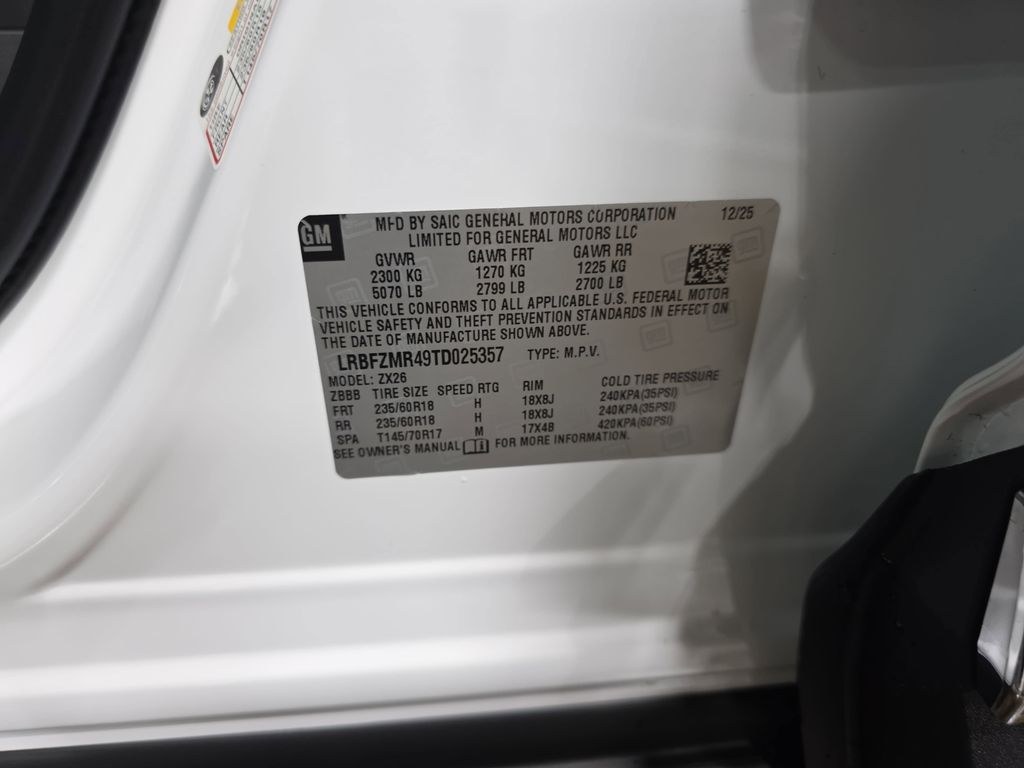 GM
MFD BY SAIC GENERAL MOTORS CORPORATION 12/25
LIMITED FOR GENERAL MOTORS LLC
GVWR GAWR FRT GAWR RR
2300 KG 1270 KG 1225 KG
5070 LB 2799 LB 2700 LB
THIS VEHICLE CONFORMS TO ALL APPLICABLE U.S. FEDERAL MOTOR
VEHICLE SAFETY AND THEFT PREVENTION STANDARDS IN EFFECT ON
THE DATE OF MANUFACTURE SHOWN ABOVE.
LRBFZMR49TD025357 TYPE: M.P.V.
MODEL: ZX26
ZBBB TIRE SIZE SPEED RTG RIM COLD TIRE PRESSURE
FRT 235/60R18 H 18X8J 240KPA(35PSI)
RR 235/60R18 H 18X8J 240KPA(35PSI)
SPA T145/70R17 M 17X4B 420KPA(60PSI)
SEE OWNER'S MANUAL FOR MORE INFORMATION.